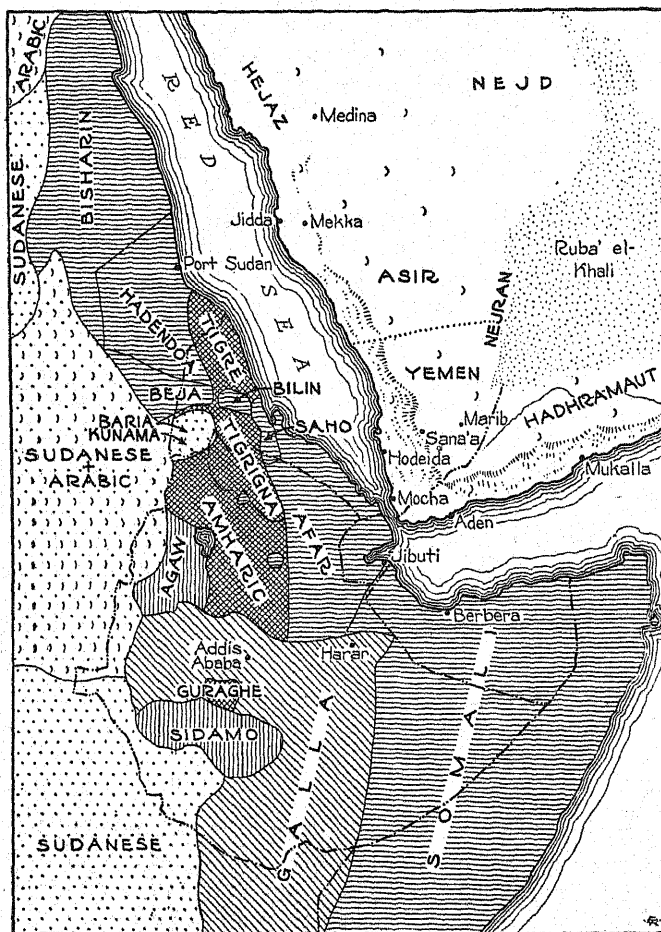 ARABIC
BISHARIN
SUDANESE
RED
SEA
HEJAZ
NEJD
Medina
Jidda
Mekka
Port Sudan
ASIR
NEJRAN
Ruba' el-
Khali
HADENDO
TIGRE
YEMEN
BEJA
BILIN
Marib
HADHRAMAUT
BARIA
KUNAMA
SAHO
Sana'a
SUDANESE
+
ARABIC
TIGRIGNA
Hodeida
Mukalla
Mocha
Aden
AMHARIC
AFAR
AGAW
Jibuti
Berbera
Addis
Ababa
Harar
GURAGHE
SIDAMO
GALLA
SOMALI
SUDANESE